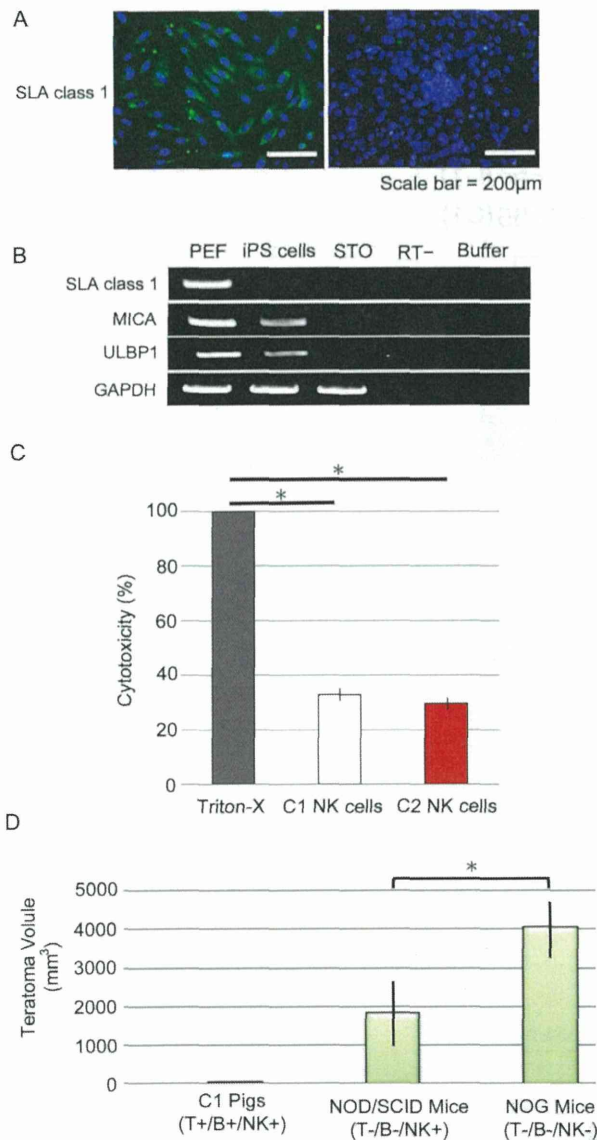 A
SLA class 1
Scale bar = 200μm
B
PEF iPS cells STO RT− Buffer
SLA class 1
MICA
ULBP1
GAPDH
C
*
*
100
80
60
40
20
0
Cytotoxicity (%)
Triton-X C1 NK cells C2 NK cells
D
*
5000
4000
3000
2000
1000
0
Teratoma Volule
(mm³)
C1 Pigs
(T+/B+/NK+)
NOD/SCID Mice
(T-/B-/NK+)
NOG Mice
(T-/B-/NK-)